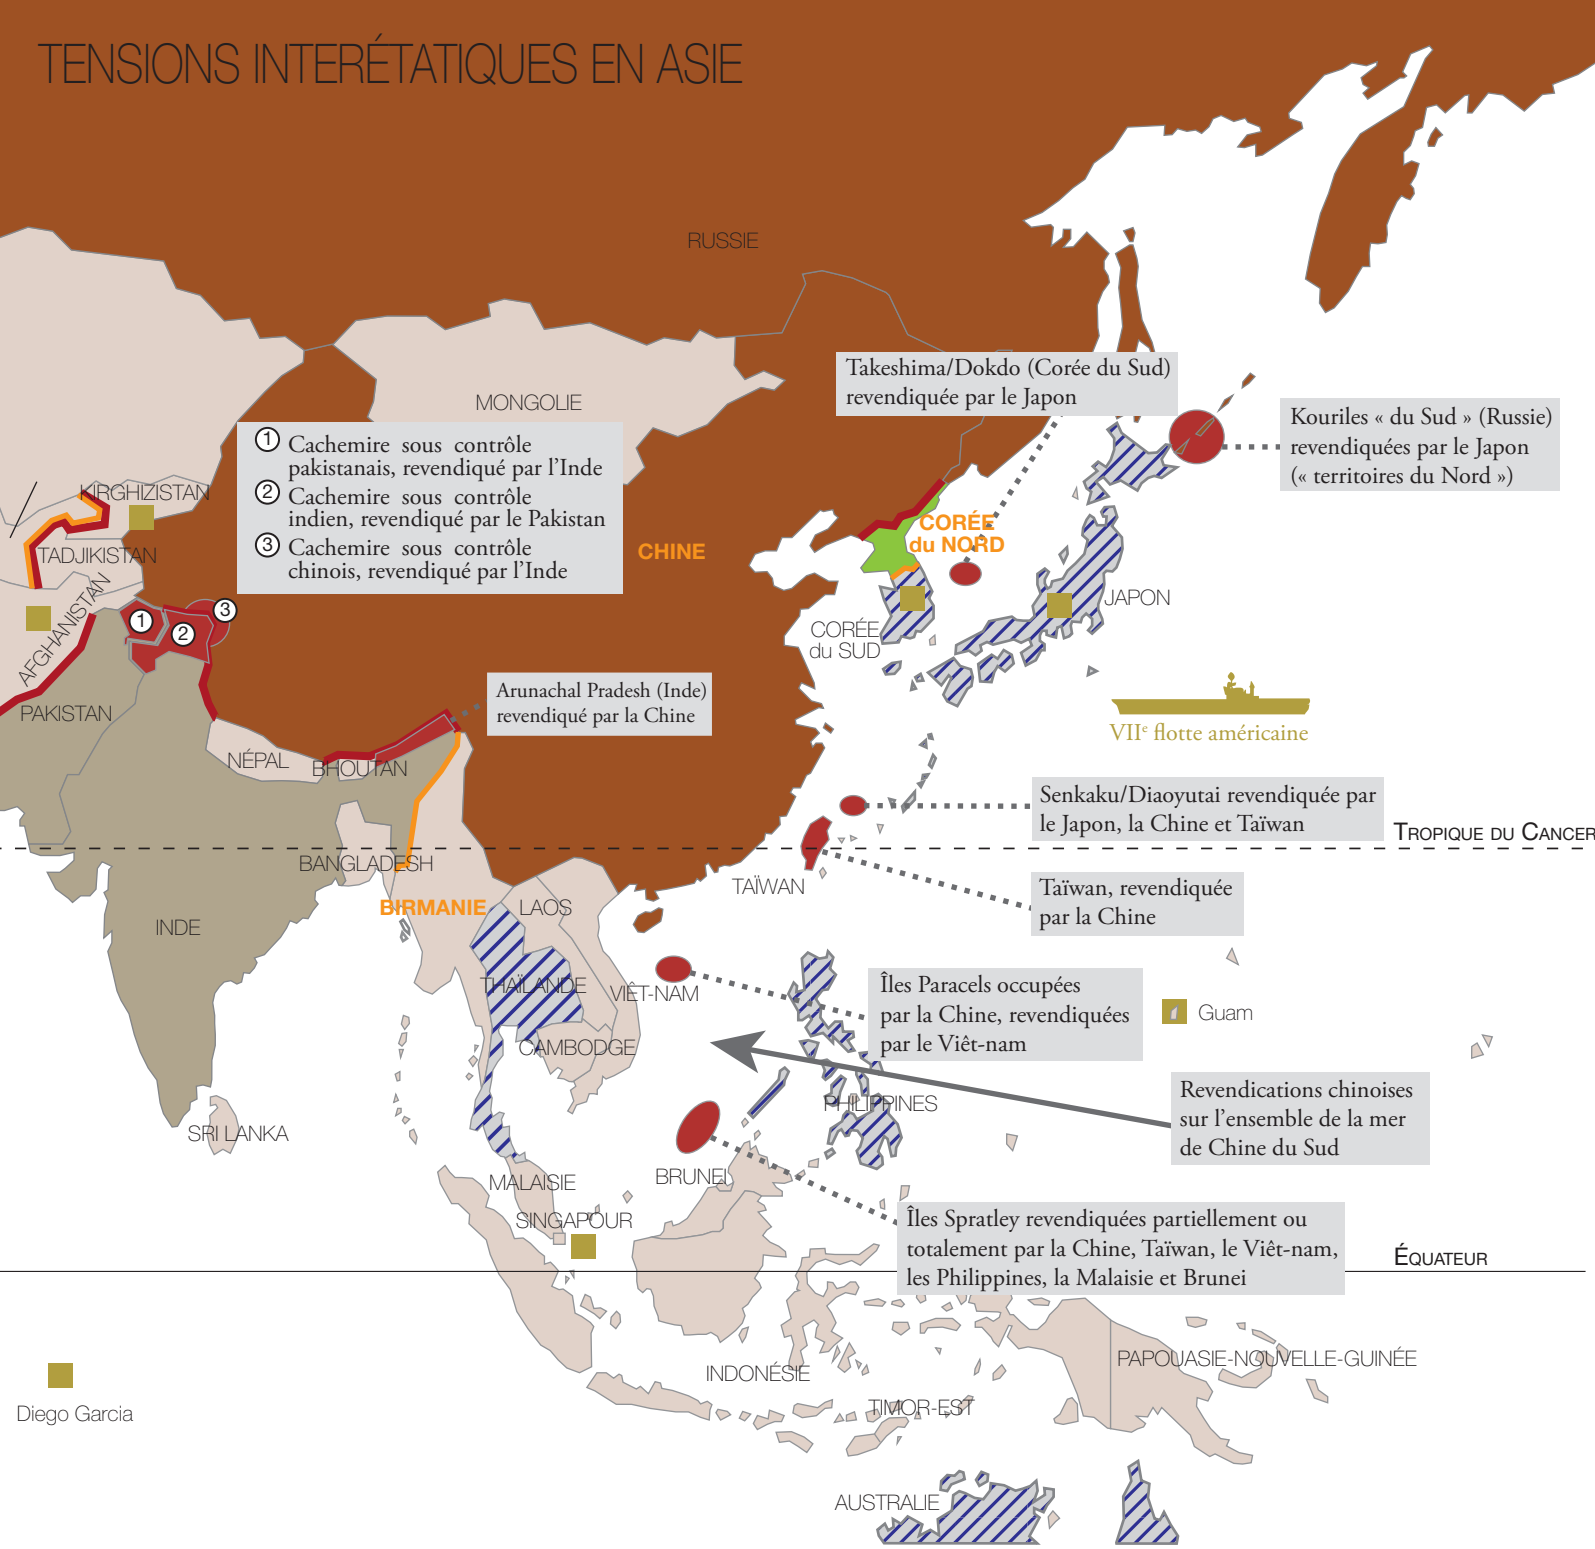 TENSIONS INTERÉTATIQUES EN ASIE
RUSSIE
Takeshima/Dokdo (Corée du Sud)
revendiquée par le Japon
MONGOLIE
Kouriles « du Sud » (Russie)
revendiquées par le Japon
(« territoires du Nord »)
1 Cachemire sous contrôle
pakistanais, revendiqué par l’Inde
2 Cachemire sous contrôle
indien, revendiqué par le Pakistan
3 Cachemire sous contrôle
chinois, revendiqué par l’Inde
KIRGHIZISTAN
TADJIKISTAN
CHINE
CORÉE
du NORD
JAPON
AFGHANISTAN
1
2
3
CORÉE
du SUD
Arunachal Pradesh (Inde)
revendiqué par la Chine
PAKISTAN
VIIe flotte américaine
NÉPAL
BHOUTAN
Senkaku/Diaoyutai revendiquée par
le Japon, la Chine et Taïwan
TROPIQUE DU CANCER
BANGLADESH
TAÏWAN
Taïwan, revendiquée
par la Chine
BIRMANIE
LAOS
INDE
THAÏLANDE
VIÊT-NAM
Îles Paracels occupées
par la Chine, revendiquées
par le Viêt-nam
Guam
CAMBODGE
Revendications chinoises
sur l’ensemble de la mer
de Chine du Sud
PHILIPPINES
SRI LANKA
MALAISIE
BRUNEI
SINGAPOUR
Îles Spratley revendiquées partiellement ou
totalement par la Chine, Taïwan, le Viêt-nam,
les Philippines, la Malaisie et Brunei
ÉQUATEUR
INDONÉSIE
PAPOUASIE-NOUVELLE-GUINÉE
Diego Garcia
TIMOR-EST
AUSTRALIE